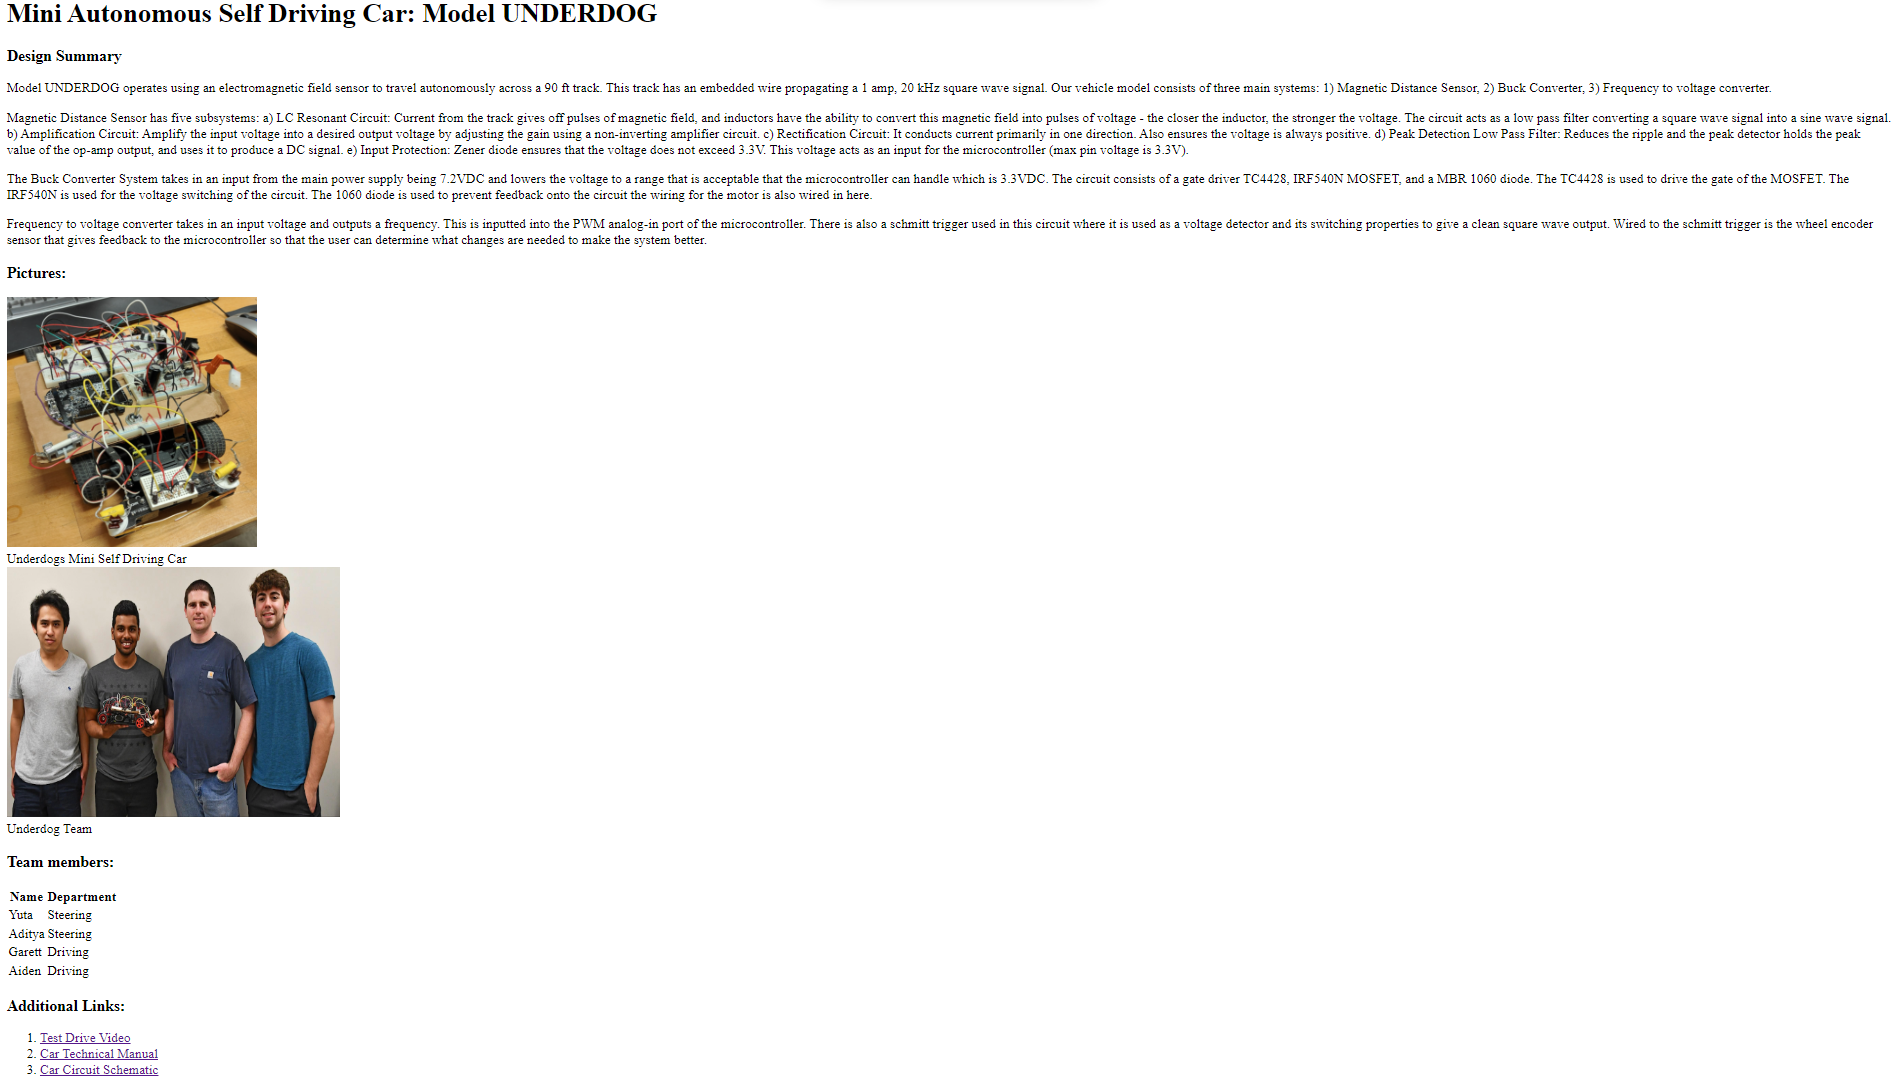 Mini Autonomous Self Driving Car: Model UNDERDOG
Design Summary
Model UNDERDOG operates using an electromagnetic field sensor to travel autonomously across a 90 ft track. This track has an embedded wire propagating a 1 amp, 20 kHz square wave signal. Our vehicle model consists of three main systems: 1) Magnetic Distance Sensor, 2) Buck Converter, 3) Frequency to voltage converter.
Magnetic Distance Sensor has five subsystems: a) LC Resonant Circuit: Current from the track gives off pulses of magnetic field, and inductors have the ability to convert this magnetic field into pulses of voltage - the closer the inductor, the stronger the voltage. The circuit acts as a low pass filter converting a square wave signal into a sine wave signal.
b) Amplification Circuit: Amplify the input voltage into a desired output voltage by adjusting the gain using a non-inverting amplifier circuit. c) Rectification Circuit: It conducts current primarily in one direction. Also ensures the voltage is always positive. d) Peak Detection Low Pass Filter: Reduces the ripple and the peak detector holds the peak
value of the op-amp output, and uses it to produce a DC signal. e) Input Protection: Zener diode ensures that the voltage does not exceed 3.3V. This voltage acts as an input for the microcontroller (max pin voltage is 3.3V).
The Buck Converter System takes in an input from the main power supply being 7.2VDC and lowers the voltage to a range that is acceptable that the microcontroller can handle which is 3.3VDC. The circuit consists of a gate driver TC4428, IRF540N MOSFET, and a MBR 1060 diode. The TC4428 is used to drive the gate of the MOSFET. The
IRF540N is used for the voltage switching of the circuit. The 1060 diode is used to prevent feedback onto the circuit the wiring for the motor is also wired in here.
Frequency to voltage converter takes in an input voltage and outputs a frequency. This is inputted into the PWM analog-in port of the microcontroller. There is also a schmitt trigger used in this circuit where it is used as a voltage detector and its switching properties to give a clean square wave output. Wired to the schmitt trigger is the wheel encoder
sensor that gives feedback to the microcontroller so that the user can determine what changes are needed to make the system better.
Pictures:
Underdogs Mini Self Driving Car
Underdog Team
Team members:
Name Department
Yuta Steering
Aditya Steering
Garett Driving
Aiden Driving
Additional Links:
1. Test Drive Video
2. Car Technical Manual
3. Car Circuit Schematic